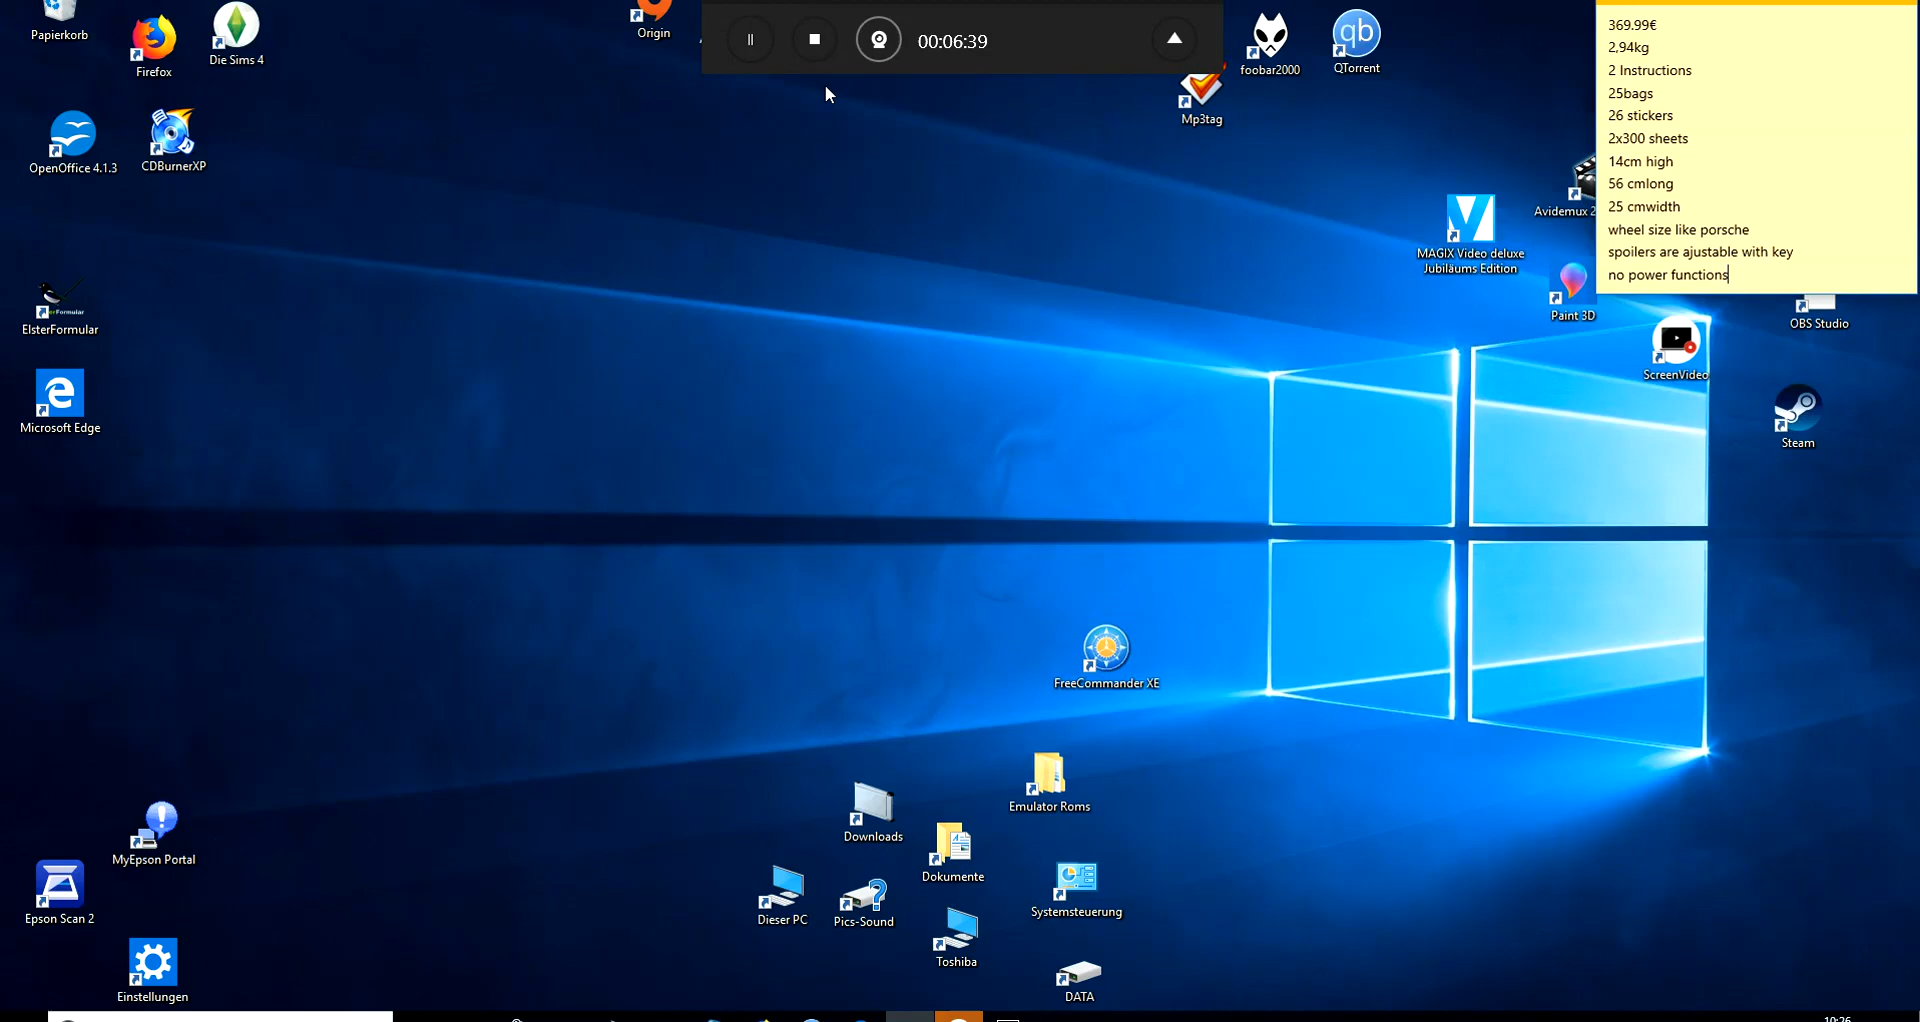 Papierkorb
Firefox
Die Sims 4
Origin
00:06:39
foobar2000
qb
QTorrent
Mp3tag
369.99€
2,94kg
2 Instructions
25bags
26 stickers
2x300 sheets
14cm high
56 cmlong
25 cmwidth
wheel size like porsche
spoilers are ajustable with key
no power functions
OpenOffice 4.1.3
CDBurnerXP
Avidemux 2
MAGIX Video deluxe
Jubiläums Edition
Paint 3D
OBS Studio
ElsterFormular
ScreenVideo
Microsoft Edge
Steam
FreeCommander XE
Emulator Roms
Downloads
MyEpson Portal
Dokumente
Epson Scan 2
Dieser PC
Pics-Sound
Systemsteuerung
Toshiba
Einstellungen
DATA
10:26